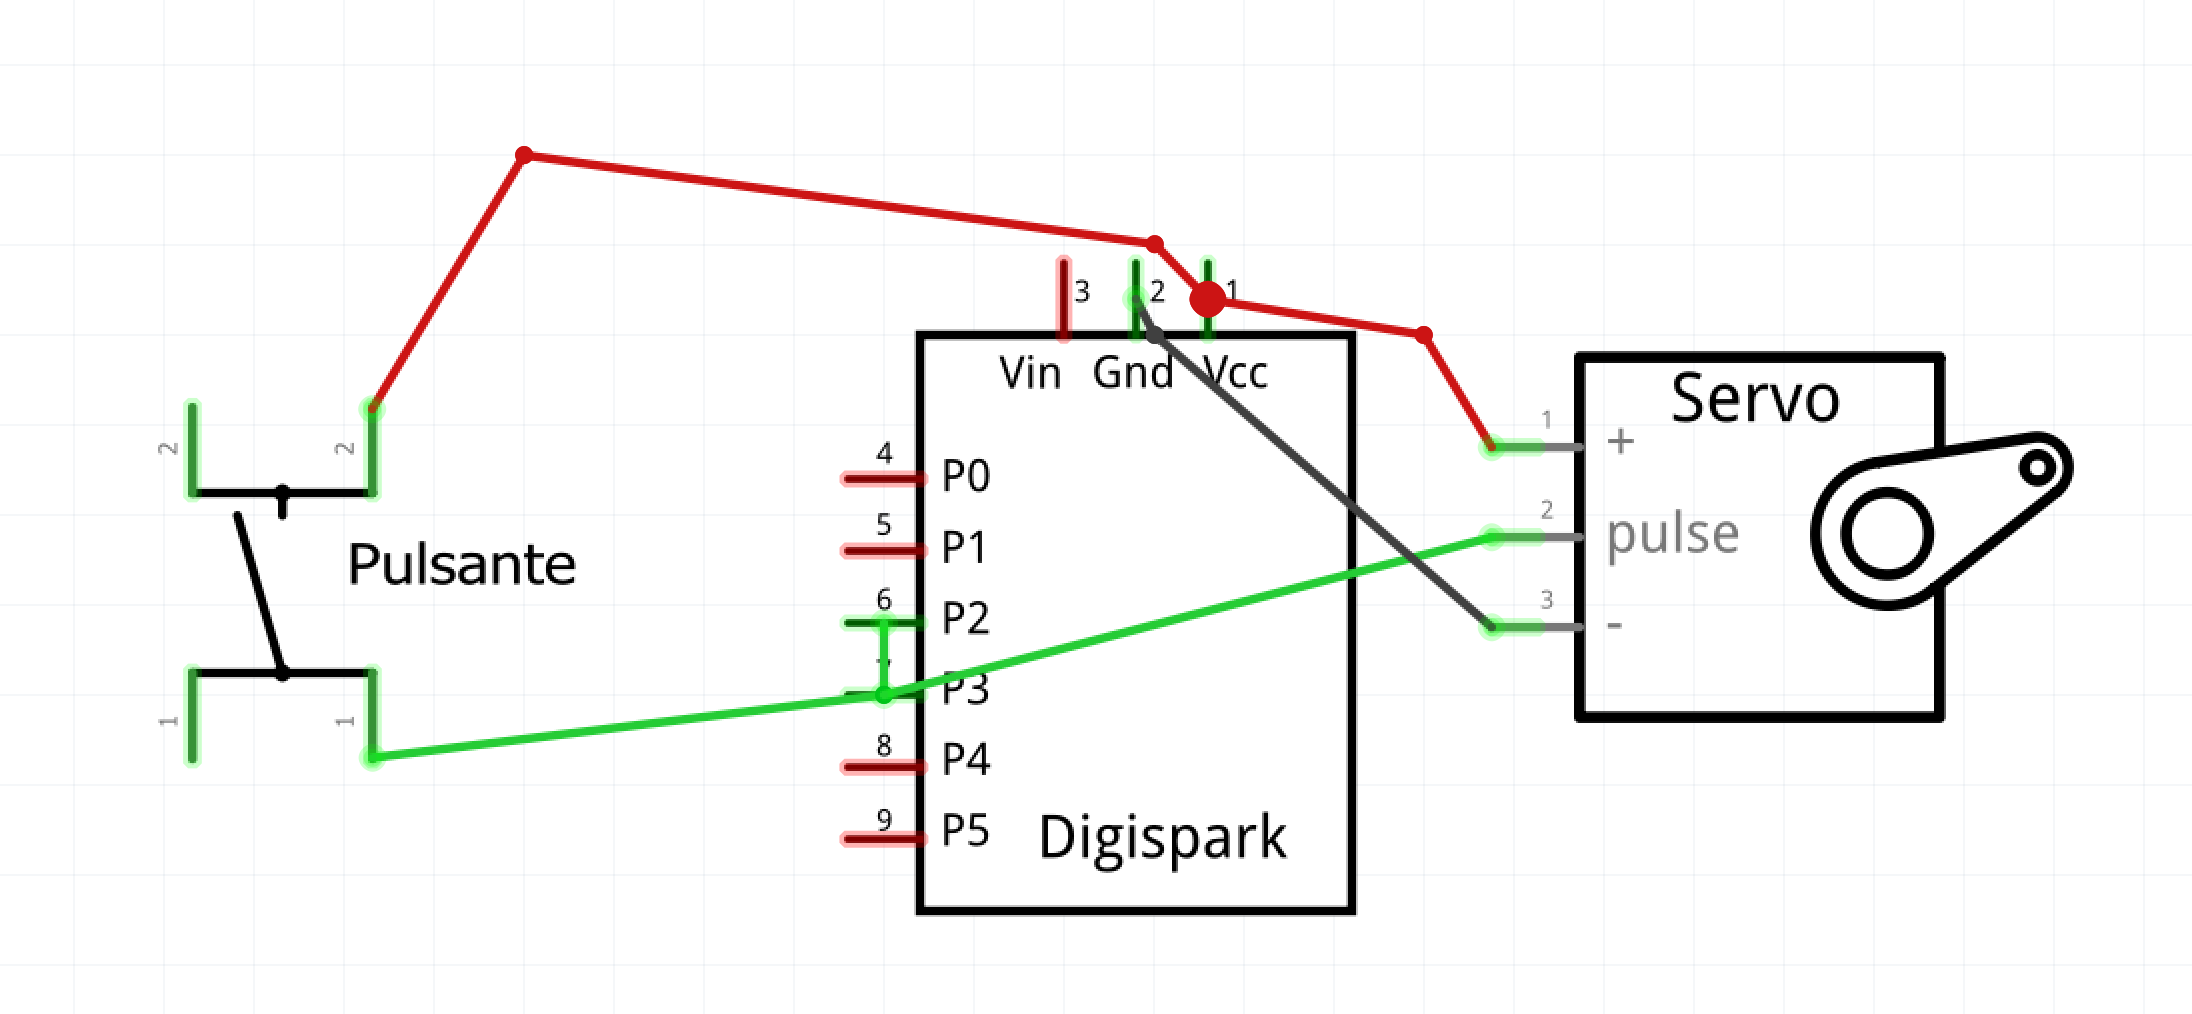 3
2
1
Vin Gnd Vcc
Servo
1
+
2
pulse
3
-
2
2
Pulsante
1
1
4
P0
5
P1
6
P2
P3
8
P4
9
P5
Digispark